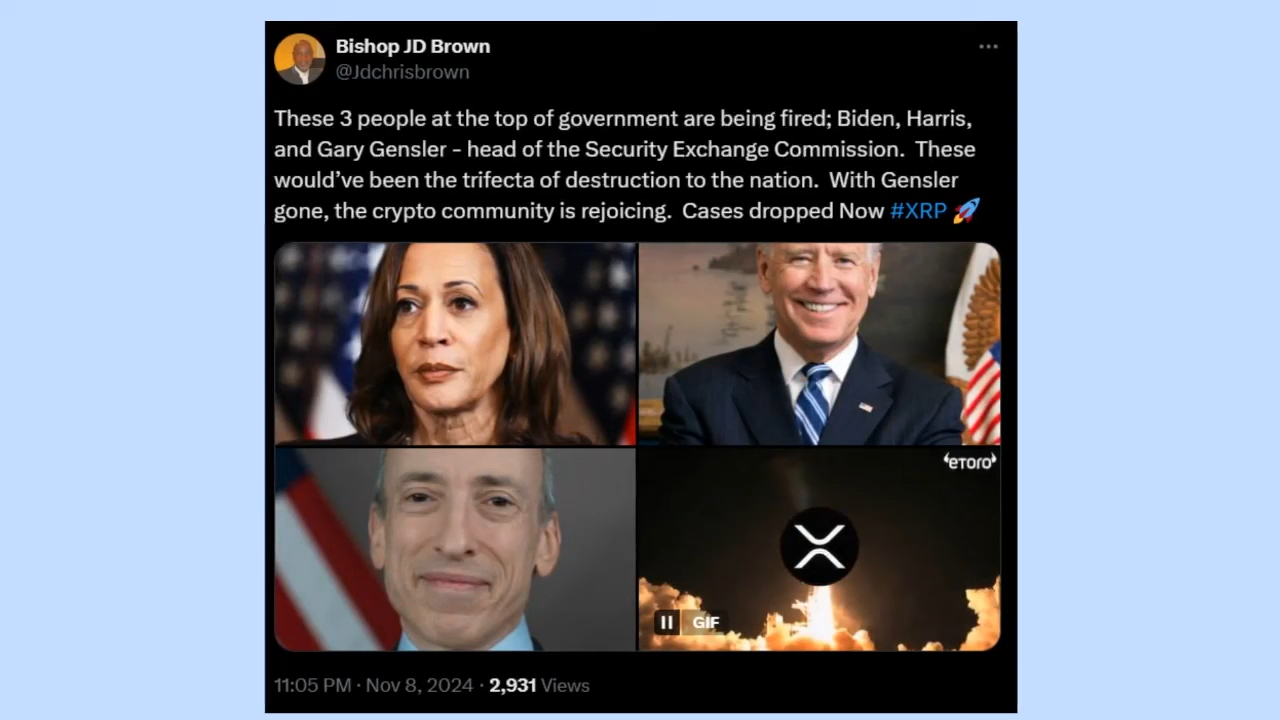 Bishop JD Brown
@Jdchrisbrown
These 3 people at the top of government are being fired; Biden, Harris,
and Gary Gensler - head of the Security Exchange Commission.  These
would’ve been the trifecta of destruction to the nation.  With Gensler
gone, the crypto community is rejoicing.  Cases dropped Now #XRP 🚀
eToro
GIF
11:05 PM · Nov 8, 2024 · 2,931 Views